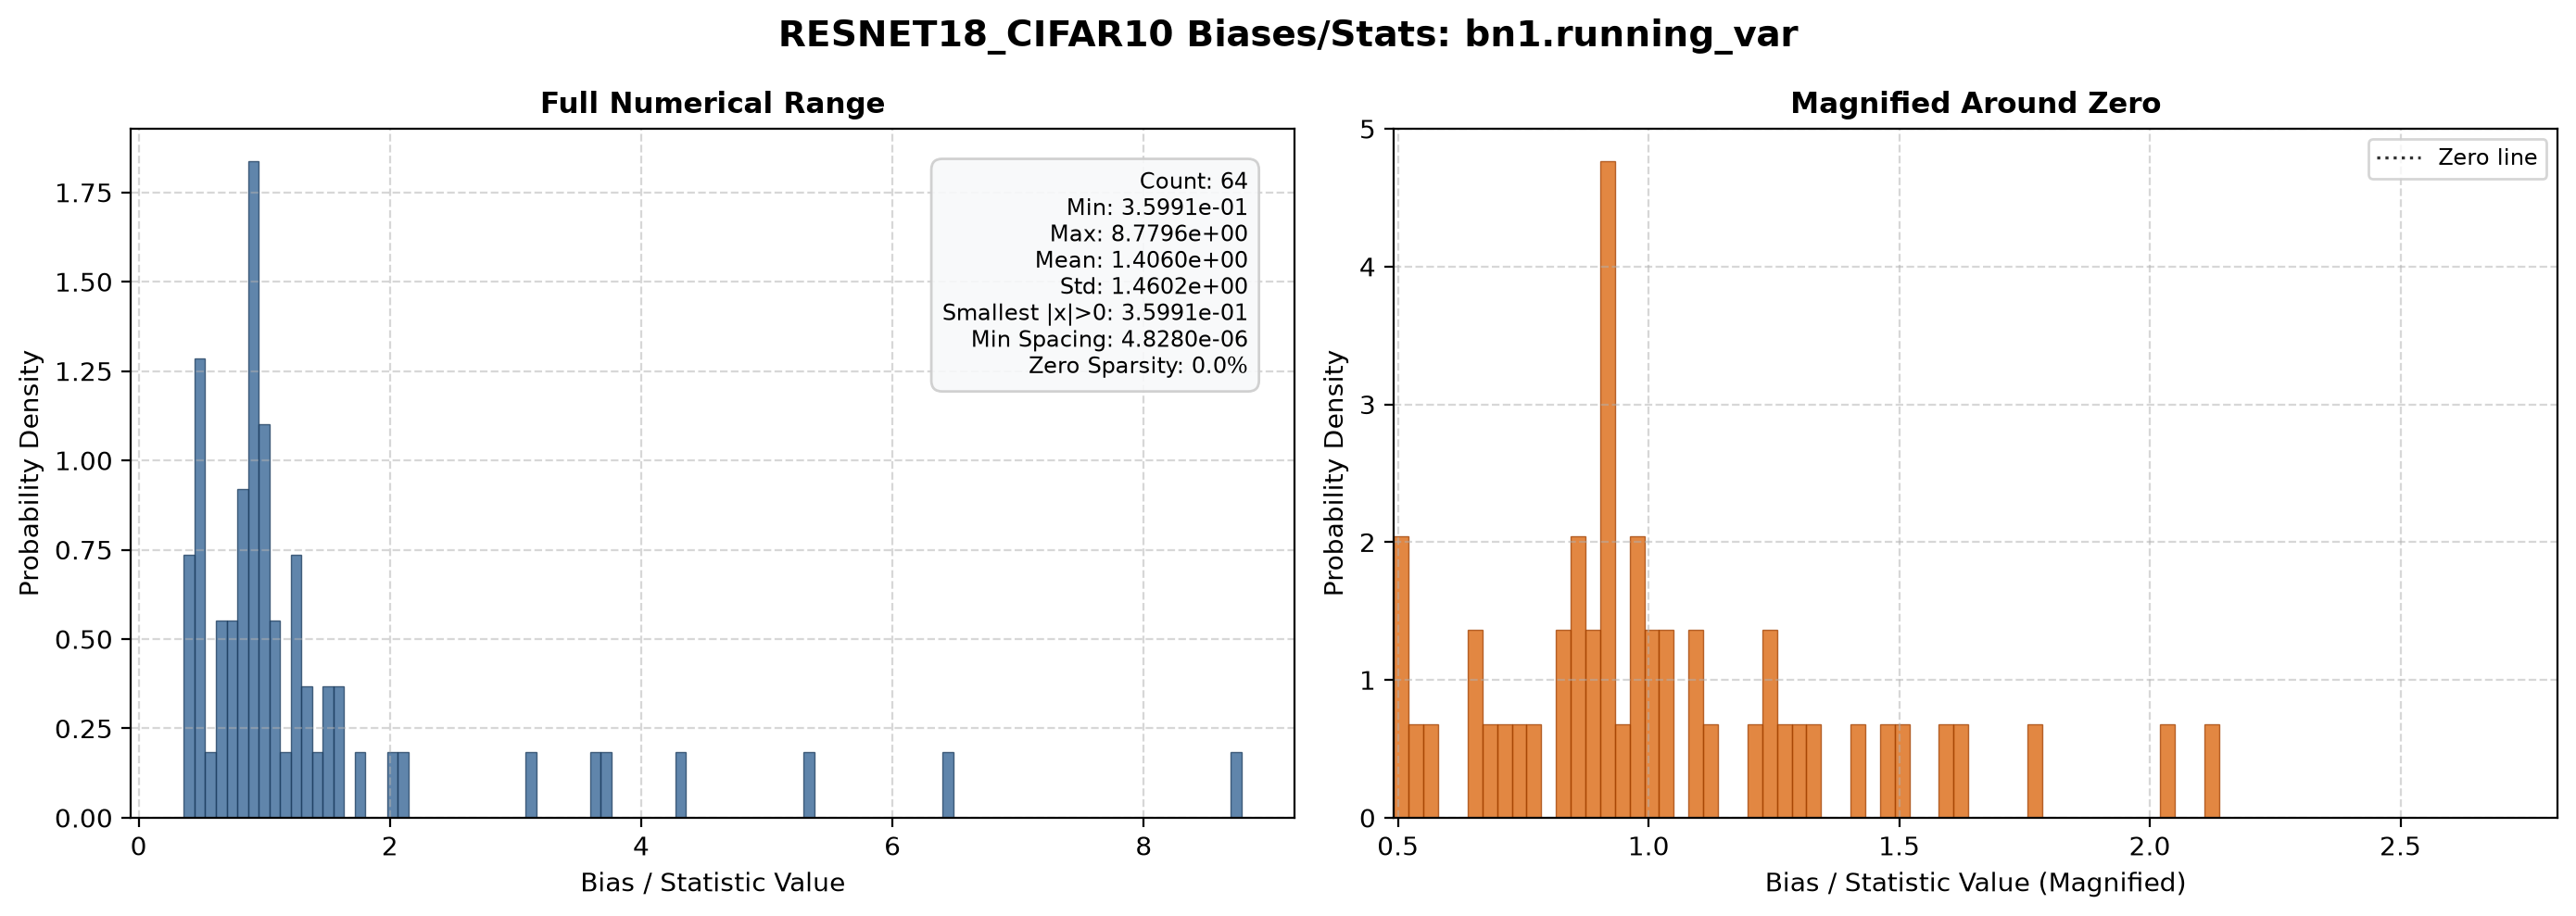 RESNET18_CIFAR10 Biases/Stats: bn1.running_var
Full Numerical Range
Probability Density
1.75
1.50
1.25
1.00
0.75
0.50
0.25
0.00
0
2
4
6
8
Bias / Statistic Value
Count: 64
Min: 3.5991e-01
Max: 8.7796e+00
Mean: 1.4060e+00
Std: 1.4602e+00
Smallest |x|>0: 3.5991e-01
Min Spacing: 4.8280e-06
Zero Sparsity: 0.0%
Magnified Around Zero
Probability Density
5
4
3
2
1
0
0.5
1.0
1.5
2.0
2.5
Bias / Statistic Value (Magnified)
Zero line